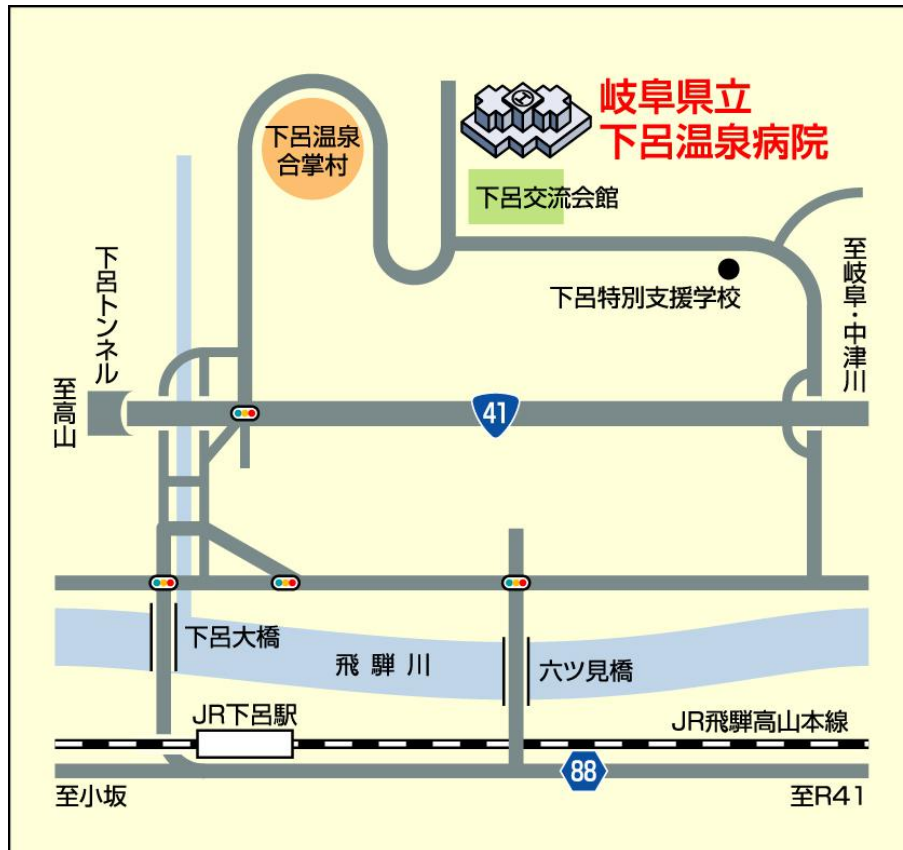 岐阜県立
下呂温泉病院
下呂温泉
合掌村
下呂交流会館
下呂特別支援学校
至岐阜・中津川
下呂トンネル
至高山
41
下呂大橋
飛騨川
六ツ見橋
JR下呂駅
JR飛騨高山本線
88
至小坂
至R41